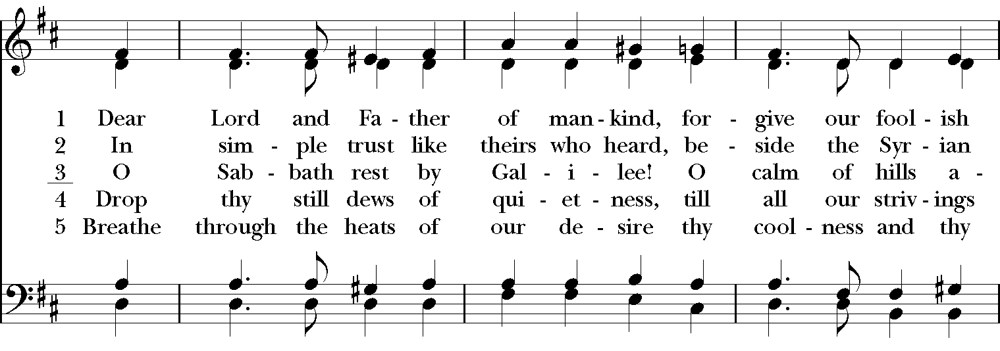 1 Dear Lord and Fa - ther of man - kind, for - give our fool - ish
2 In sim - ple trust like theirs who heard, be - side the Syr - ian
3 O Sab - bath rest by Gal - i - lee! O calm of hills a -
4 Drop thy still dews of qui - et - ness, till all our striv - ings
5 Breathe through the heats of our de - sire thy cool - ness and thy